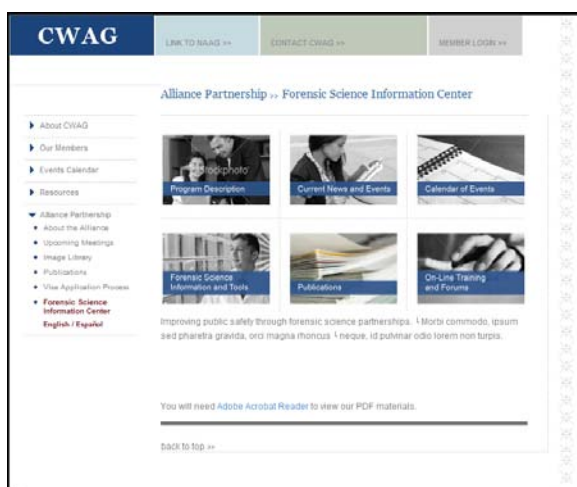 CWAG
LINK TO NAAG >>
CONTACT CWAG >>
MEMBER LOGIN >>
Alliance Partnership >> Forensic Science Information Center
About CWAG
Our Members
Events Calendar
Resources
Alliance Partnership
About the Alliance
Upcoming Meetings
Image Library
Publications
Visa Application Process
Forensic Science
Information Center
English / Español
iStockphoto
Program Description
Current News and Events
Calendar of Events
Forensic Science
Information and Tools
Publications
On-Line Training
and Forums
Improving public safety through forensic science partnerships. └ Morbi commodo, ipsum
sed pharetra gravida, orci magna rhoncus └ neque, id pulvinar odio lorem non turpis.
You will need Adobe Acrobat Reader to view our PDF materials.
back to top >>